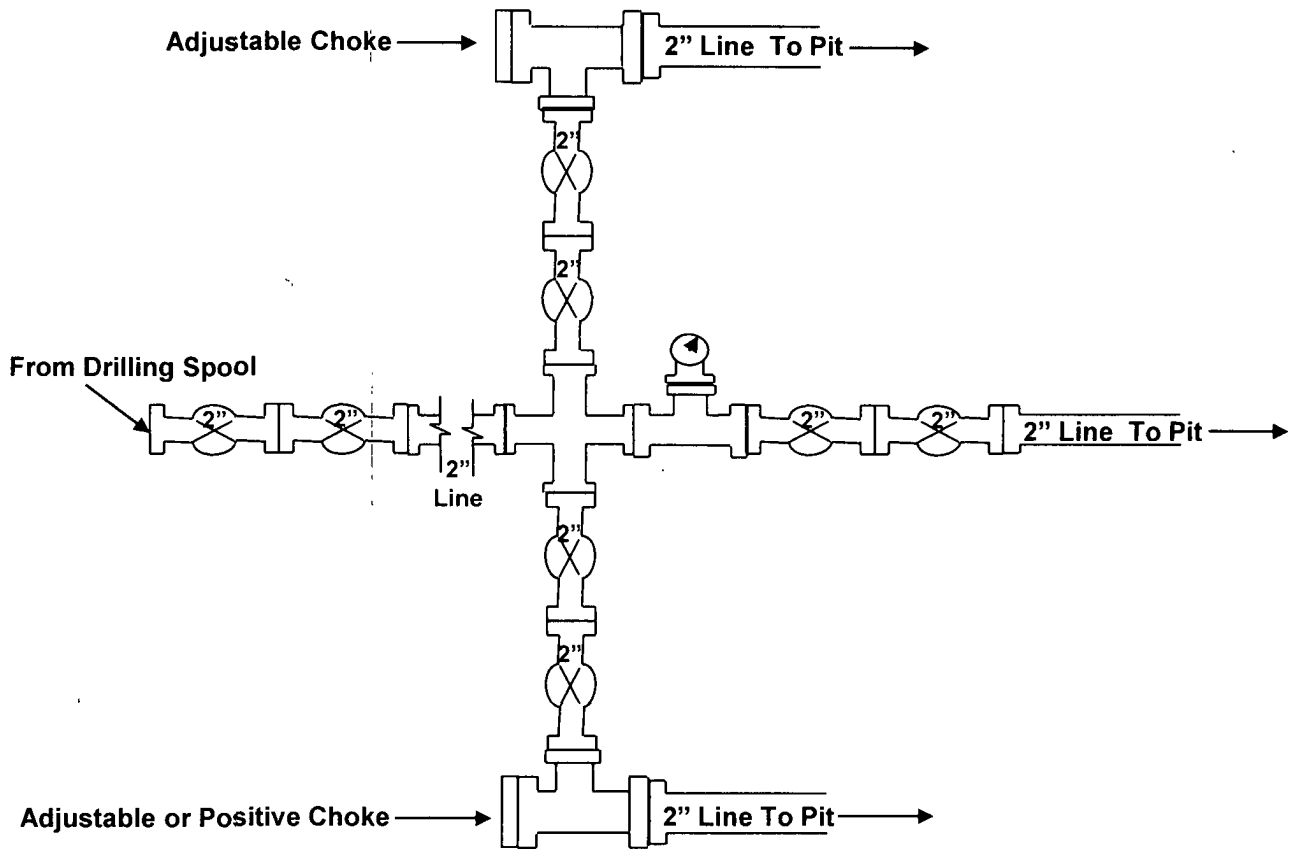 Adjustable Choke
2” Line To Pit
2”
2”
From Drilling Spool
2”
2”
2”
2”
2” Line To Pit
2”
Line
2”
2”
Adjustable or Positive Choke
2” Line To Pit